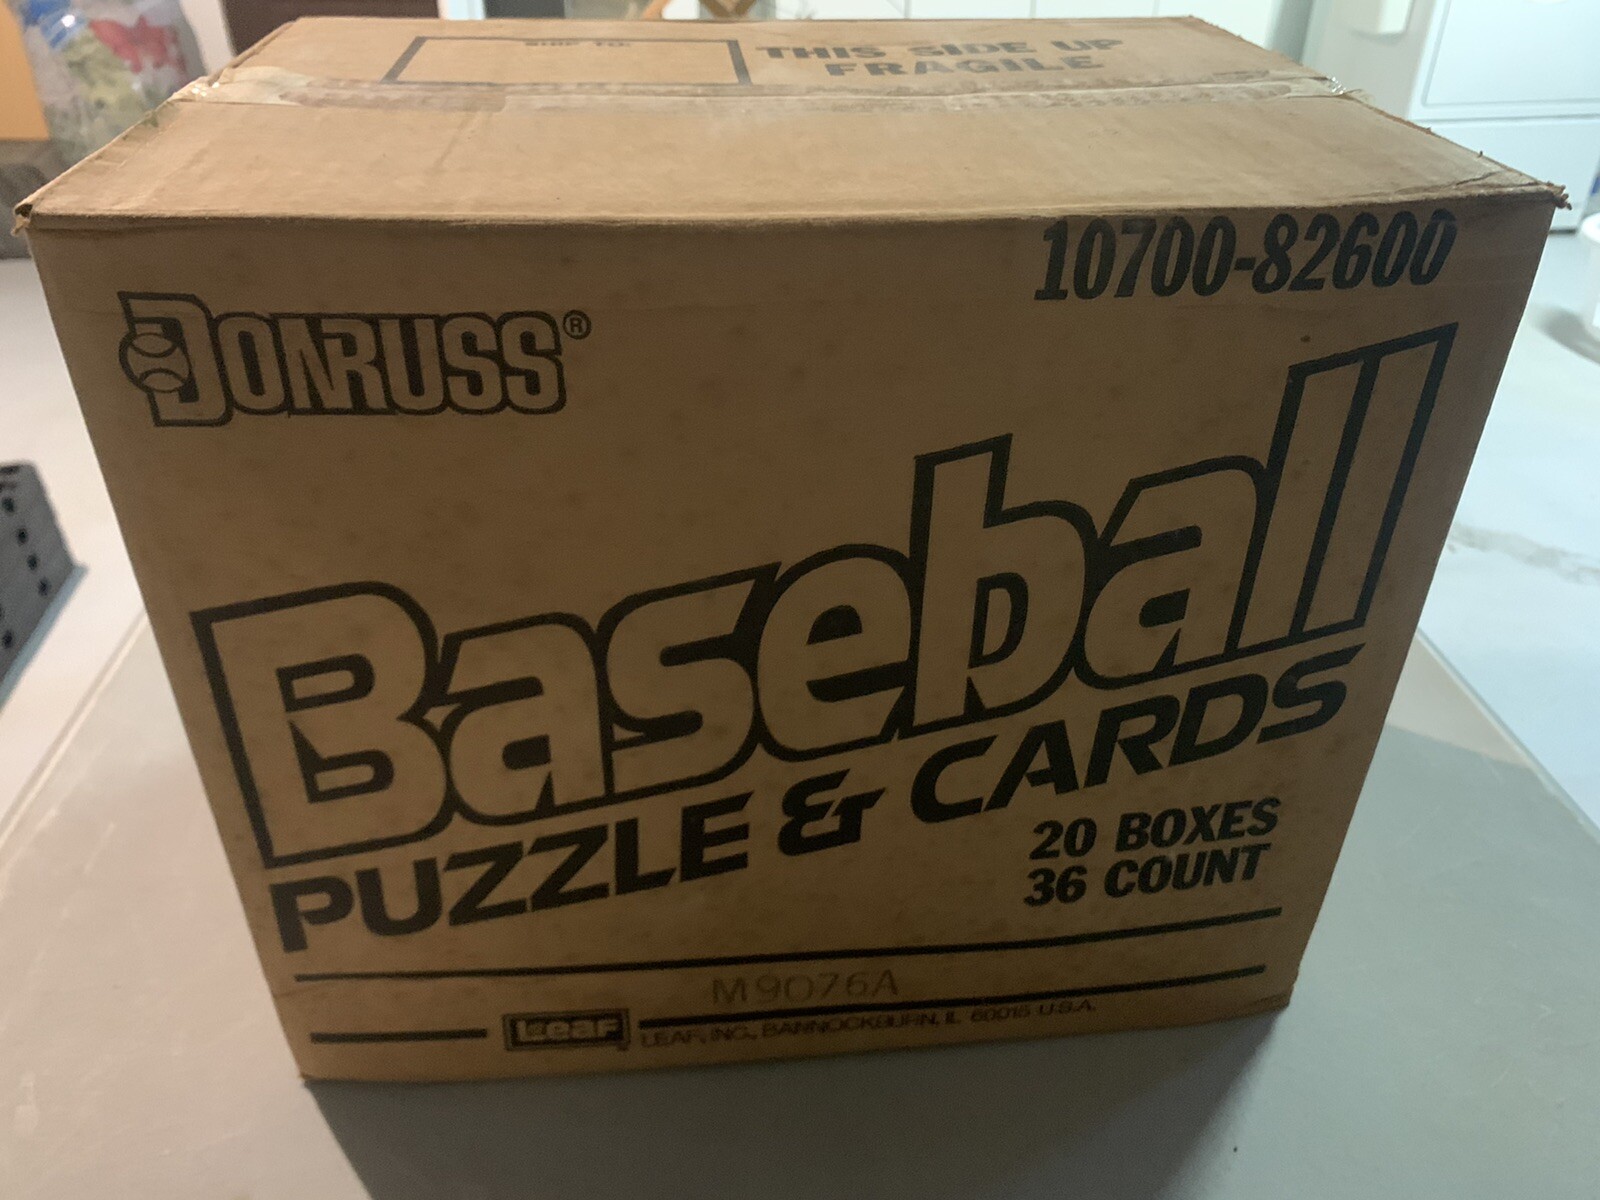 SHIP TO:
THIS SIDE UP
FRAGILE
10700-82600
DONRUSS®
Baseball
PUZZLE & CARDS
20 BOXES
36 COUNT
M9076A
Leaf
LEAF, INC., BANNOCKBURN, IL 60015 U.S.A.